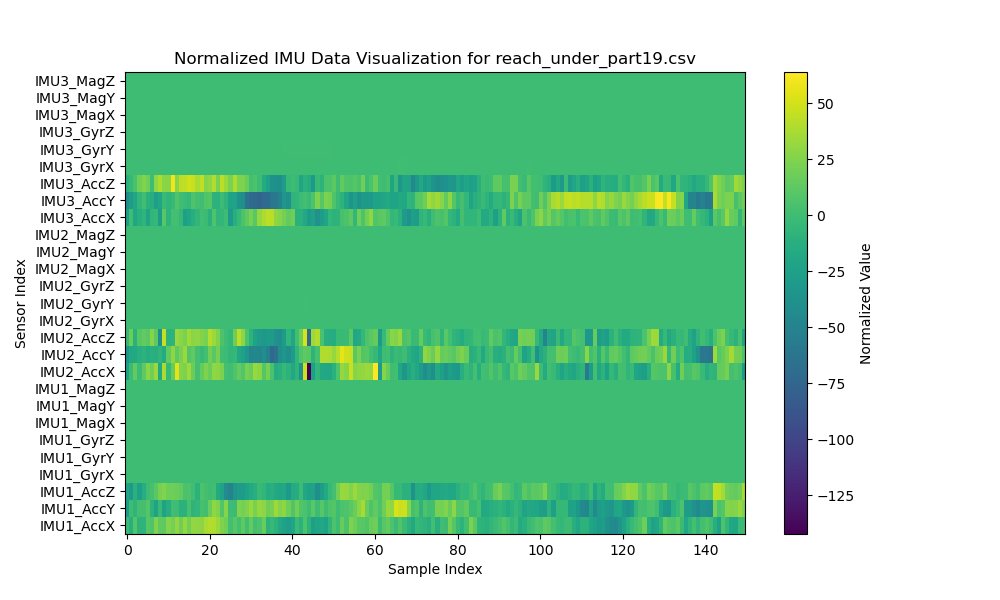 Normalized IMU Data Visualization for reach_under_part19.csv
IMU3_MagZ
IMU3_MagY
IMU3_MagX
IMU3_GyrZ
IMU3_GyrY
IMU3_GyrX
IMU3_AccZ
IMU3_AccY
IMU3_AccX
IMU2_MagZ
IMU2_MagY
IMU2_MagX
IMU2_GyrZ
IMU2_GyrY
IMU2_GyrX
IMU2_AccZ
IMU2_AccY
IMU2_AccX
IMU1_MagZ
IMU1_MagY
IMU1_MagX
IMU1_GyrZ
IMU1_GyrY
IMU1_GyrX
IMU1_AccZ
IMU1_AccY
IMU1_AccX
Sensor Index
0 20 40 60 80 100 120 140
Sample Index
50
25
0
−25
−50
−75
−100
−125
Normalized Value